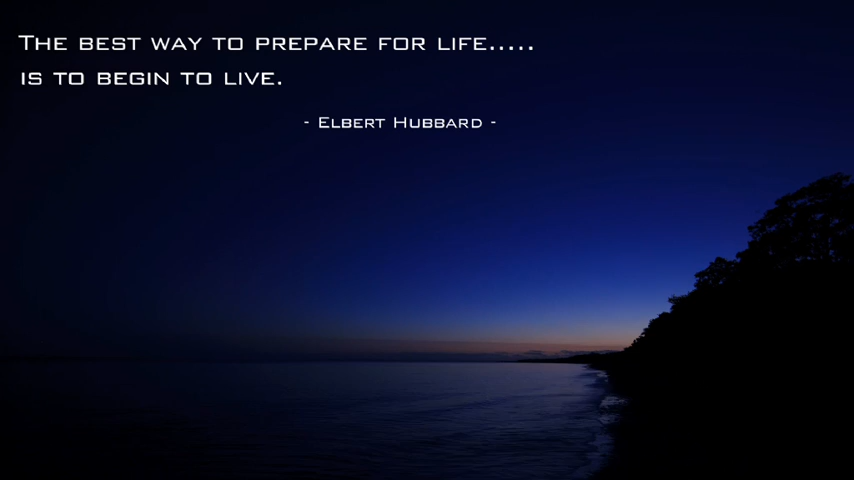 The best way to prepare for life.....
is to begin to live.
- Elbert Hubbard -